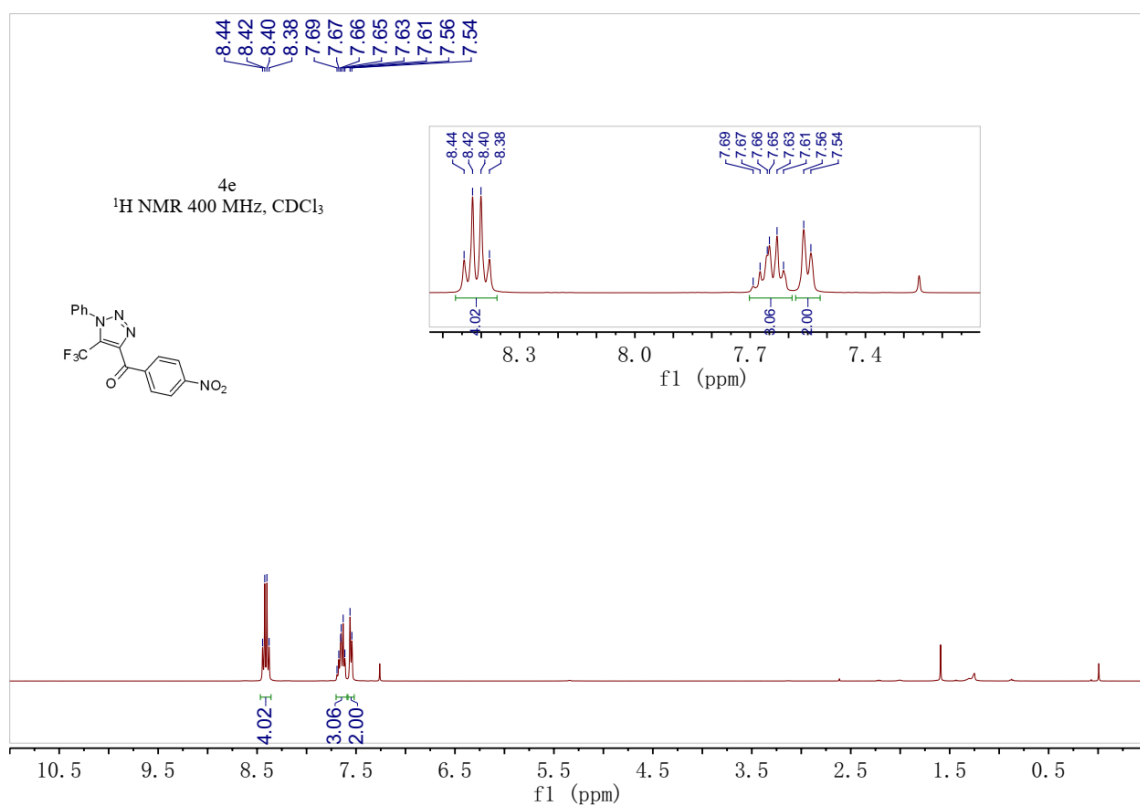 8.44 8.42 8.40 8.38 7.69 7.67 7.66 7.65 7.63 7.61 7.56 7.54
8.44 8.42 8.40 8.38 7.69 7.67 7.66 7.65 7.63 7.61 7.56 7.54
4e
¹H NMR 400 MHz, CDCl₃
Ph
N
N
N
F₃C
O
NO₂
4.02 3.06 2.00
8.3 8.0 7.7 7.4
f1 (ppm)
4.02 3.06 2.00
10.5 9.5 8.5 7.5 6.5 5.5 4.5 3.5 2.5 1.5 0.5
f1 (ppm)